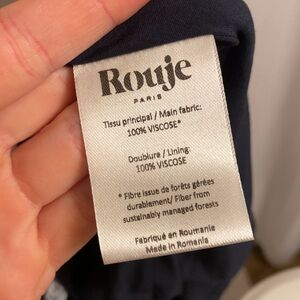 Rouje
PARIS
Tissu principal / Main fabric:
100% VISCOSE*
Doublure / Lining:
100% VISCOSE
* Fibre issue de forêts gérées
durablement/ Fiber from
sustainably managed forests
Fabriqué en Roumanie
Made in Romania